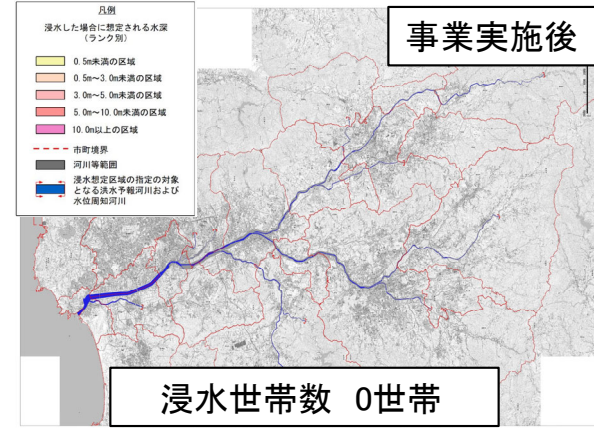 凡例
浸水した場合に想定される水深
(ランク別)
0.5m未満の区域
0.5m～3.0m未満の区域
3.0m～5.0m未満の区域
5.0m～10.0m未満の区域
10.0m以上の区域
市町境界
河川等範囲
浸水想定区域の指定の対象
となる洪水予報河川および
水位周知河川
事業実施後
浸水世帯数 0世帯